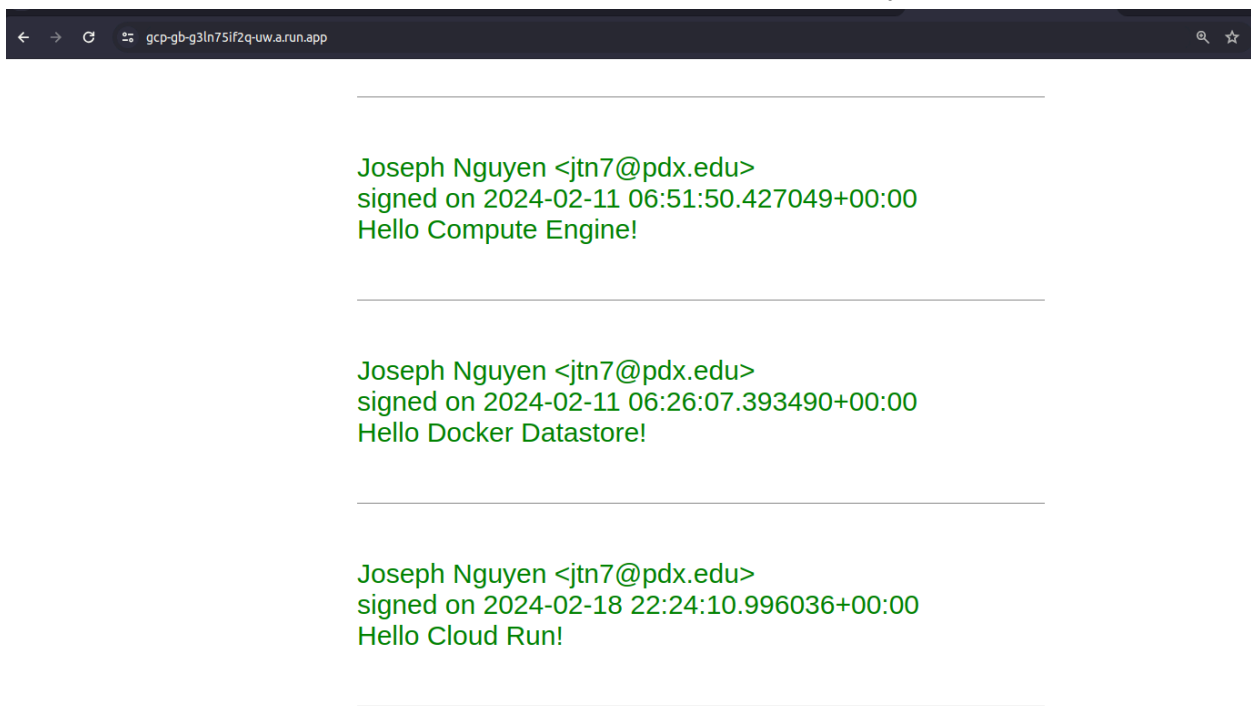 gcp-gb-g3ln75if2q-uw.a.run.app
Joseph Nguyen <jtn7@pdx.edu>
signed on 2024-02-11 06:51:50.427049+00:00
Hello Compute Engine!
Joseph Nguyen <jtn7@pdx.edu>
signed on 2024-02-11 06:26:07.393490+00:00
Hello Docker Datastore!
Joseph Nguyen <jtn7@pdx.edu>
signed on 2024-02-18 22:24:10.996036+00:00
Hello Cloud Run!